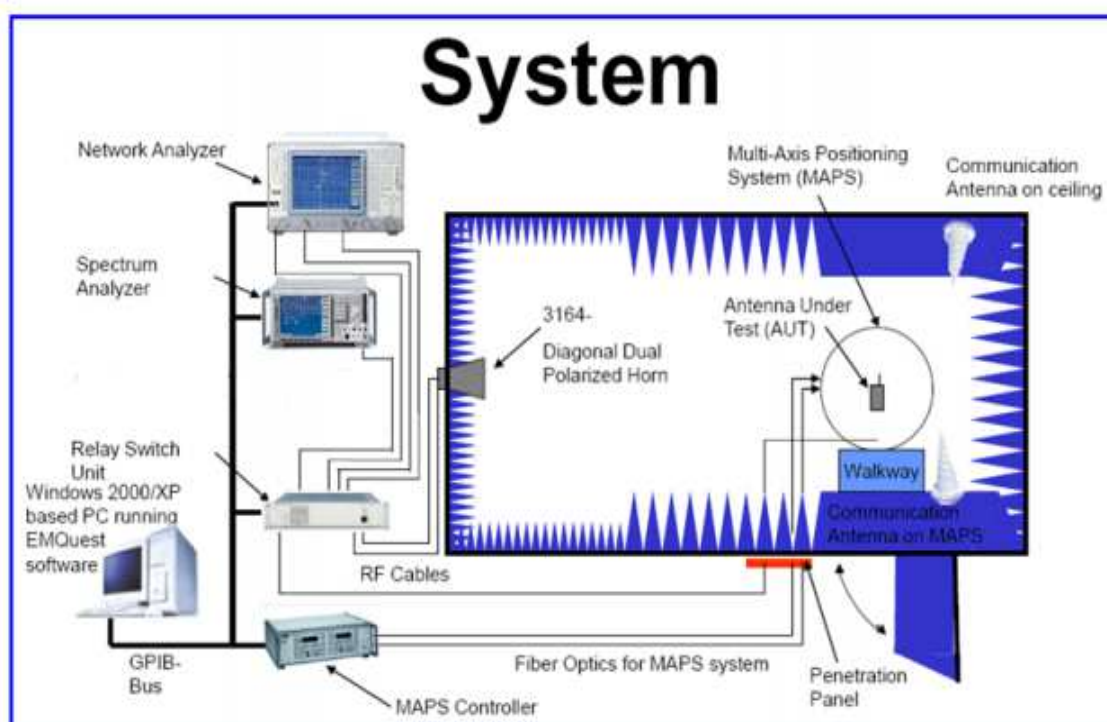 System
Network Analyzer
Multi-Axis Positioning
System (MAPS)
Communication
Antenna on ceiling
Spectrum
Analyzer
3164-
Diagonal Dual
Polarized Horn
Antenna Under
Test (AUT)
Relay Switch
Unit
Windows 2000/XP
based PC running
EMQuest
software
Walkway
Communication
Antenna on MAPS
RF Cables
GPIB-
Bus
Fiber Optics for MAPS system
Penetration
Panel
MAPS Controller